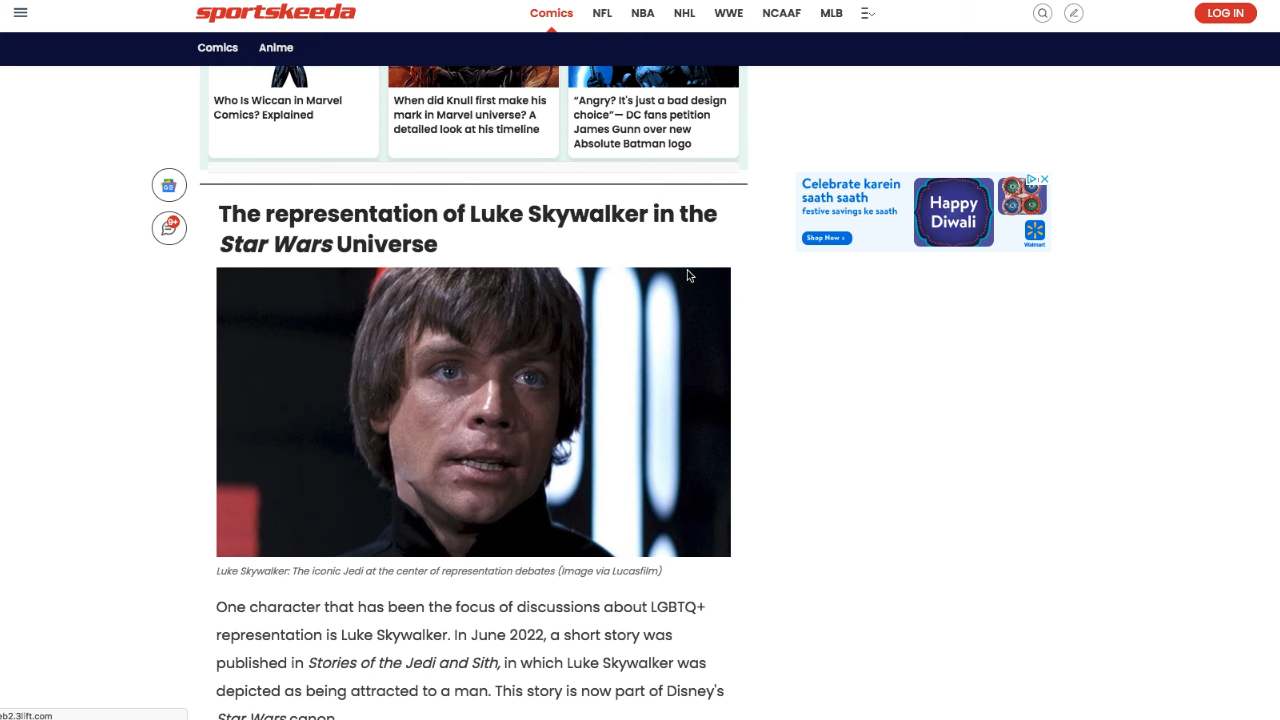 sportskeeda
Comics NFL NBA NHL WWE NCAAF MLB
LOG IN
Comics Anime
Who Is Wiccan in Marvel
Comics? Explained
When did Knull first make his
mark in Marvel universe? A
detailed look at his timeline
“Angry? It's just a bad design
choice”— DC fans petition
James Gunn over new
Absolute Batman logo
9+
The representation of Luke Skywalker in the
Star Wars Universe
Celebrate karein
saath saath
festive savings ke saath
Shop Now >
Happy
Diwali
Walmart
Luke Skywalker: The iconic Jedi at the center of representation debates (Image via Lucasfilm)
One character that has been the focus of discussions about LGBTQ+
representation is Luke Skywalker. In June 2022, a short story was
published in Stories of the Jedi and Sith, in which Luke Skywalker was
depicted as being attracted to a man. This story is now part of Disney's
Star Wars canon.
eb2.3lift.com